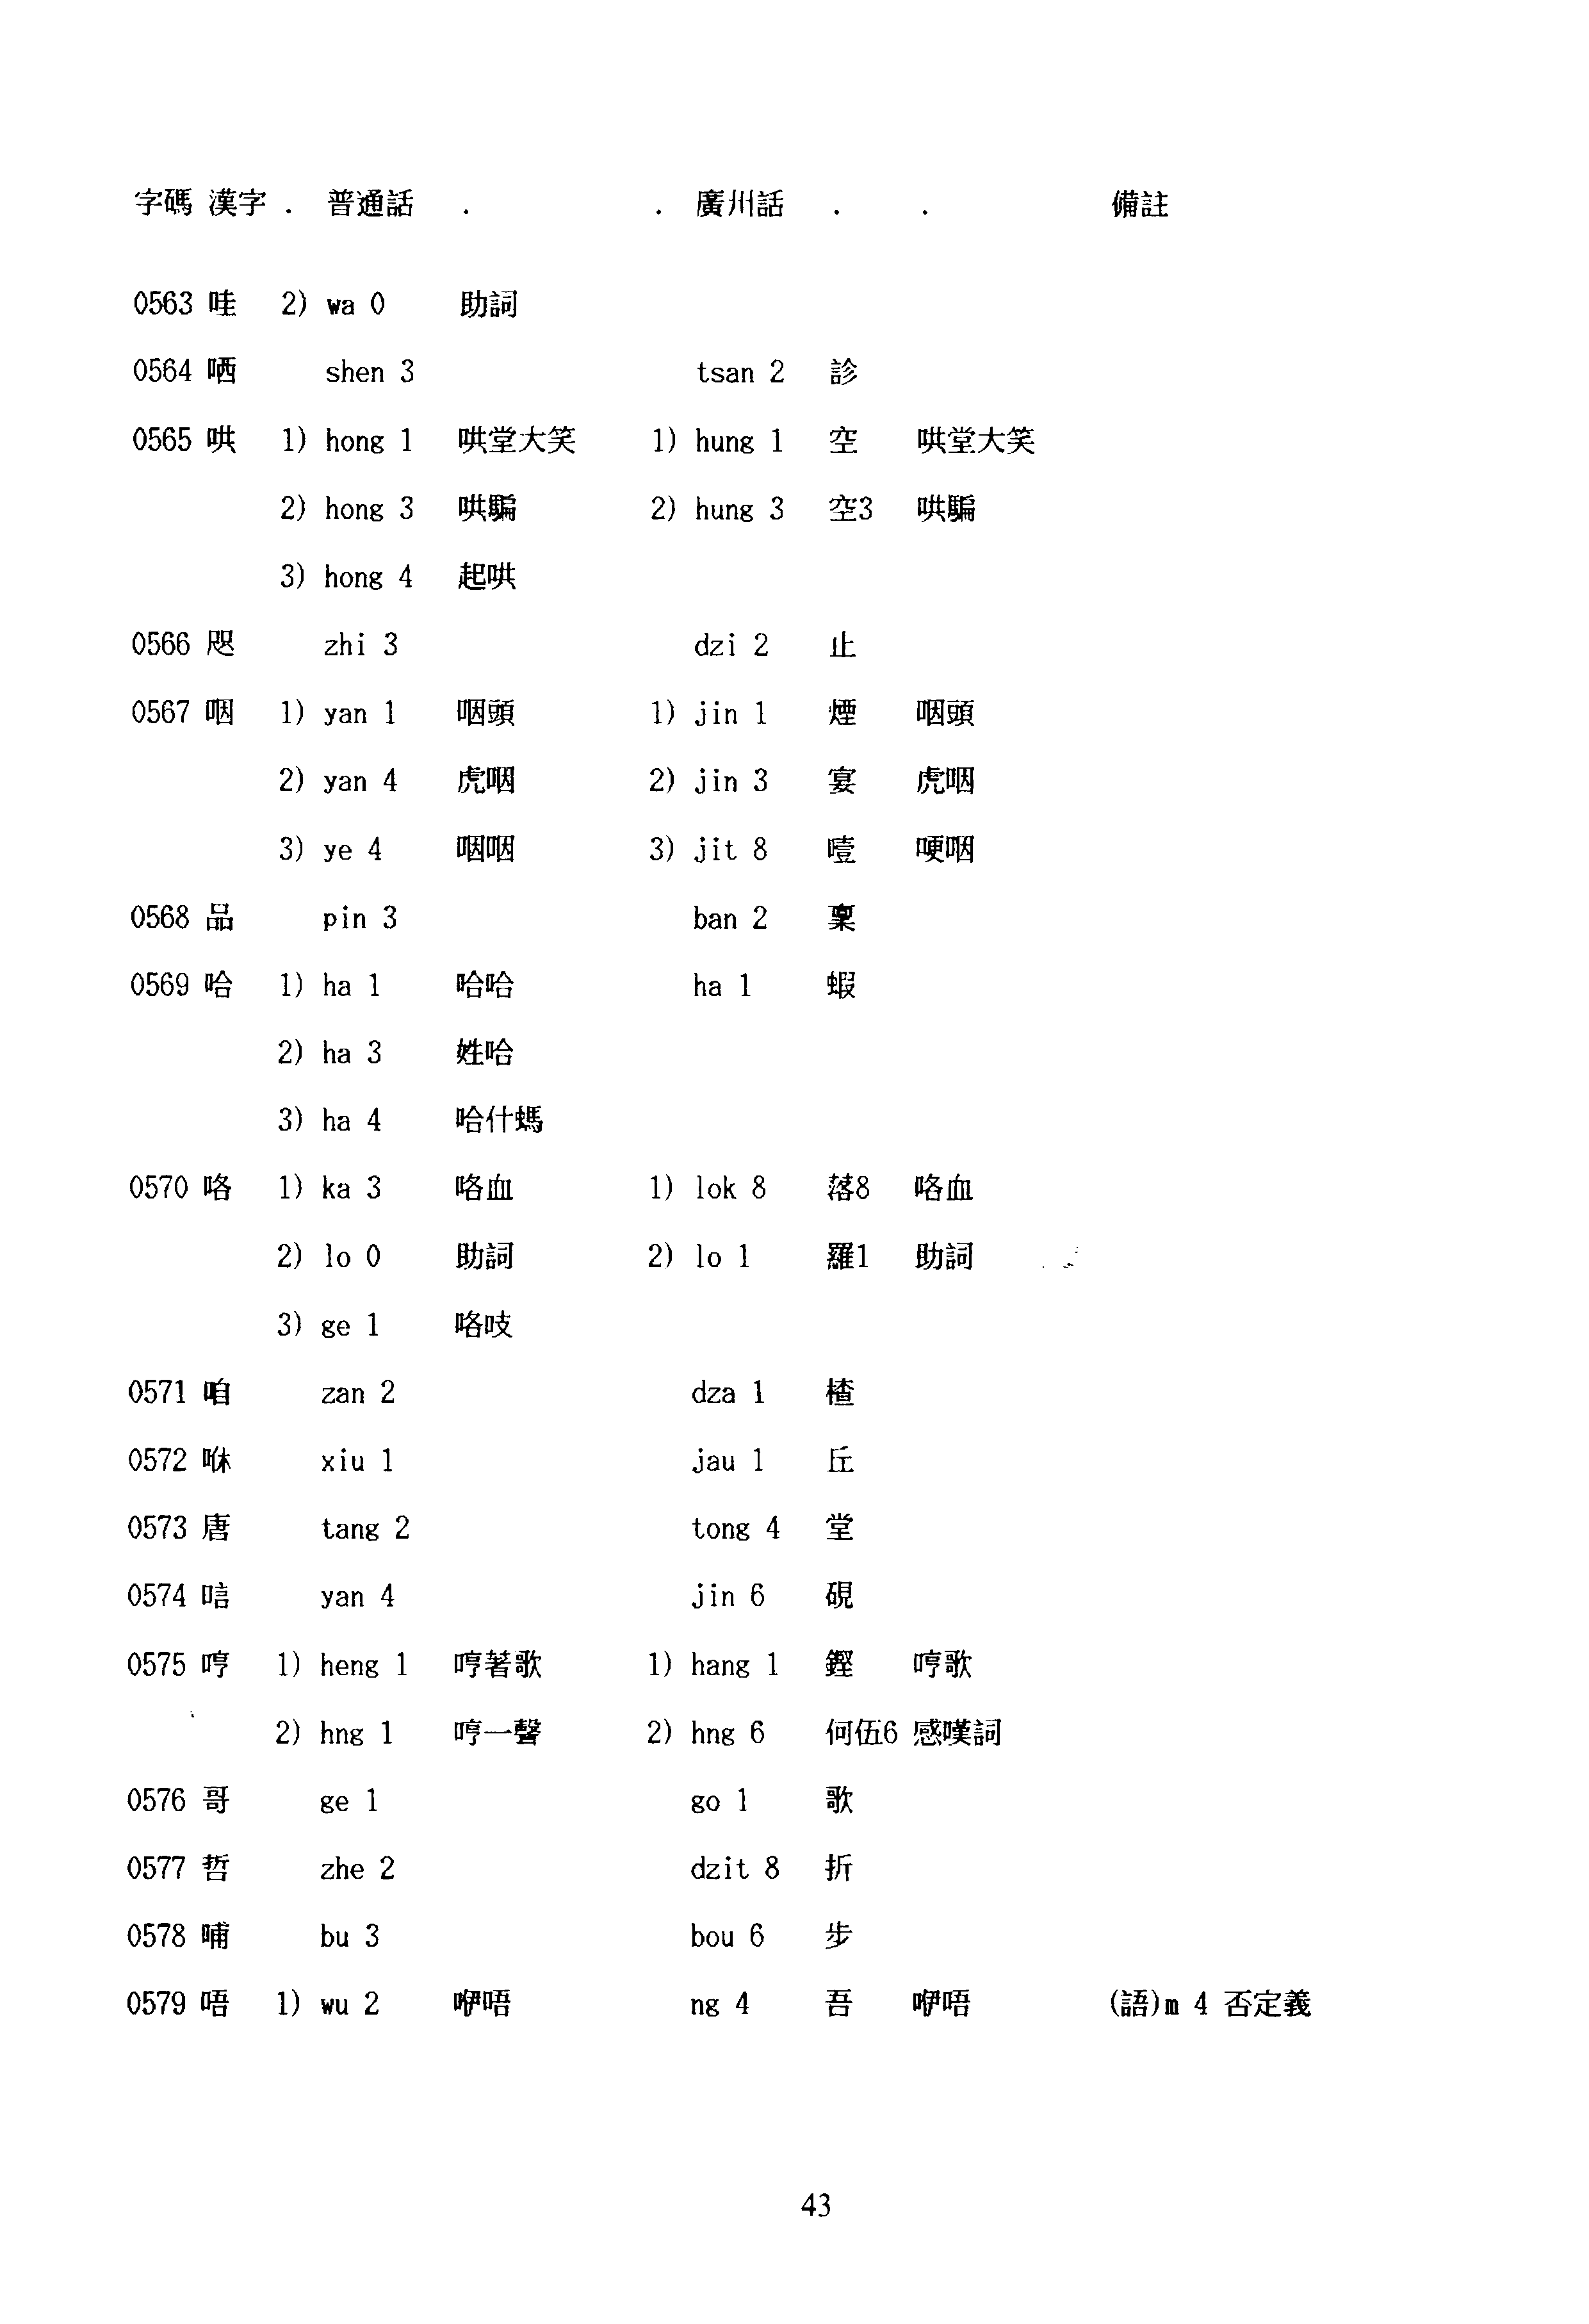 字碼 漢字 . 普通話 . . 廣州話 . . 備註
0563 哇 2) wa 0 助詞
0564 哂 shen 3 tsan 2 診
0565 哄 1) hong 1 哄堂大笑 1) hung 1 空 哄堂大笑
2) hong 3 哄騙 2) hung 3 空3 哄騙
3) hong 4 起哄
0566 咫 zhi 3 dzi 2 止
0567 咽 1) yan 1 咽頭 1) jin 1 煙 咽頭
2) yan 4 虎咽 2) jin 3 宴 虎咽
3) ye 4 咽咽 3) jit 8 噎 哽咽
0568 品 pin 3 ban 2 稟
0569 哈 1) ha 1 哈哈 ha 1 蝦
2) ha 3 姓哈
3) ha 4 哈什螞
0570 咯 1) ka 3 咯血 1) lok 8 落8 咯血
2) lo 0 助詞 2) lo 1 羅1 助詞
3) ge 1 咯吱
0571 咱 zan 2 dza 1 楂
0572 咻 xiu 1 jau 1 丘
0573 唐 tang 2 tong 4 堂
0574 唁 yan 4 jin 6 硯
0575 哼 1) heng 1 哼著歌 1) hang 1 鏗 哼歌
2) hng 1 哼一聲 2) hng 6 何伍6 感嘆詞
0576 哥 ge 1 go 1 歌
0577 哲 zhe 2 dzit 8 折
0578 哺 bu 3 bou 6 步
0579 唔 1) wu 2 咿唔 ng 4 吾 咿唔 (語)m 4 否定義
43